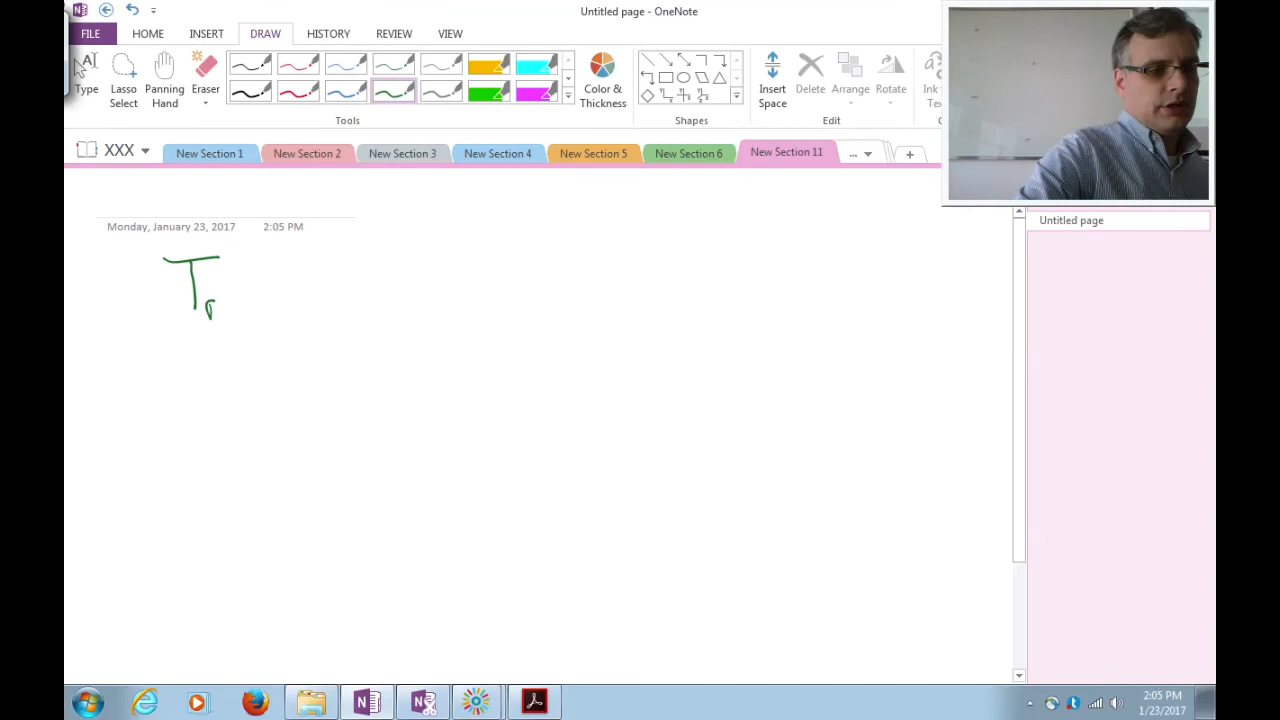 Untitled page - OneNote
FILE HOME INSERT DRAW HISTORY REVIEW VIEW
Type
Lasso Select
Panning Hand
Eraser
Color & Thickness
Insert Space
Delete
Arrange
Rotate
Ink
Tools
Shapes
Edit
XXX
New Section 1 New Section 2 New Section 3 New Section 4 New Section 5 New Section 6 New Section 11 ...
Untitled page
Monday, January 23, 2017 2:05 PM
T
2:05 PM
1/23/2017